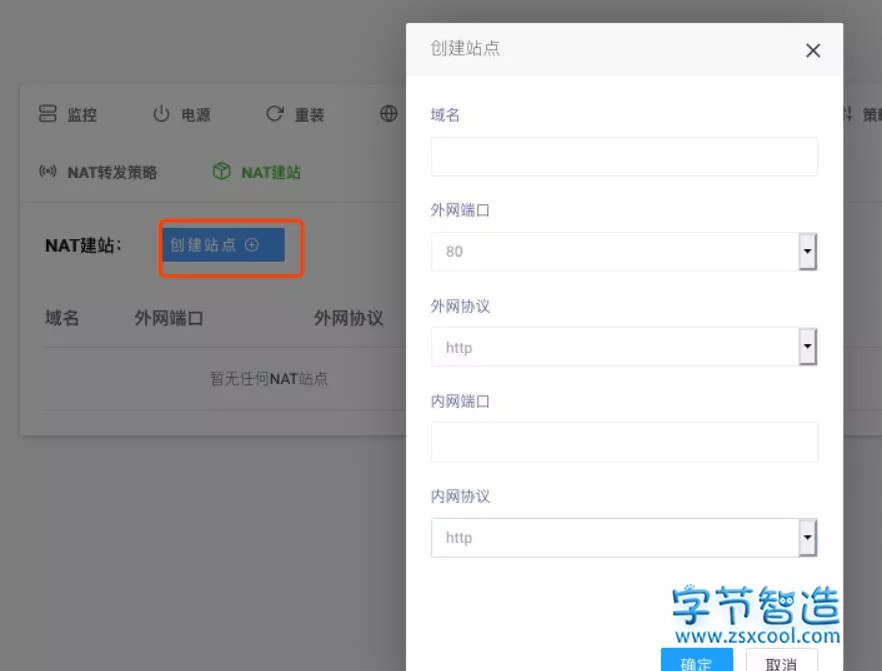 监控 电源 重装 策略
NAT转发策略 NAT建站
NAT建站：
创建站点
域名 外网端口 外网协议
暂无任何NAT站点
创建站点
域名
外网端口
80
外网协议
http
内网端口
内网协议
http
字节智造
www.zsxcool.com
确定 取消